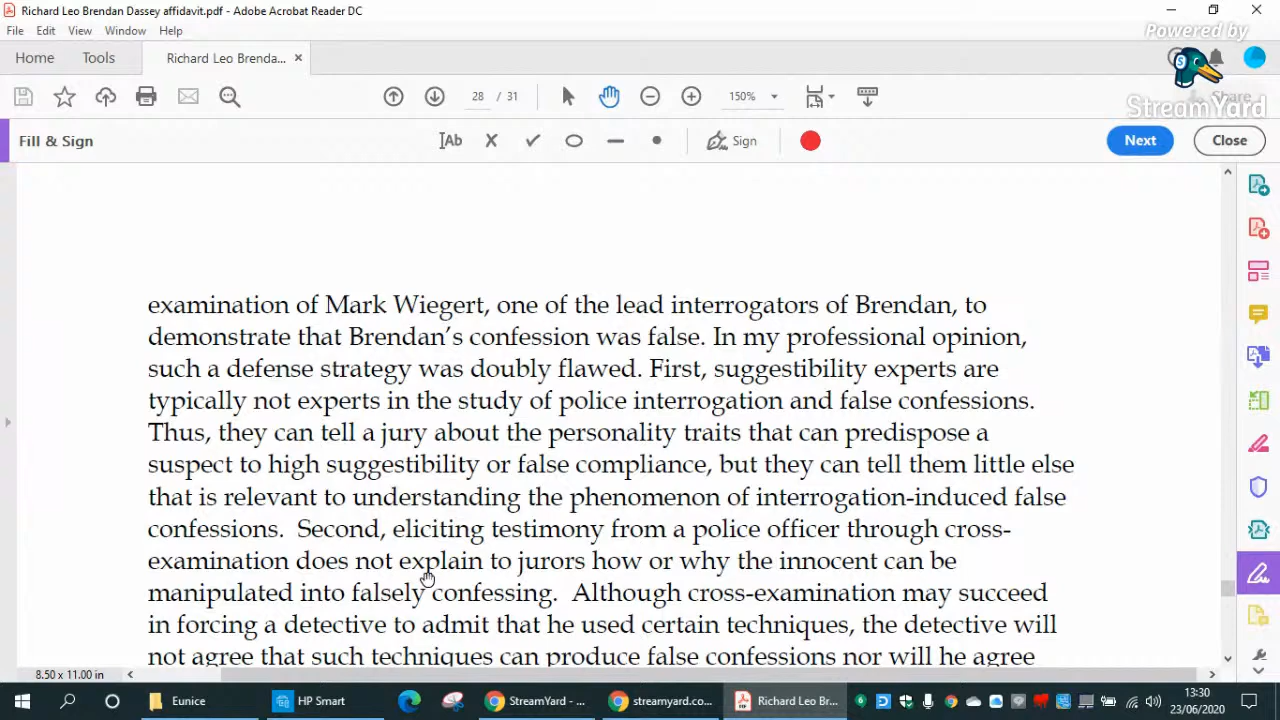 Richard Leo Brendan Dassey affidavit.pdf - Adobe Acrobat Reader DC
File Edit View Window Help
Powered by
Home Tools Richard Leo Brenda... ×
StreamYard
28 / 31 150% Share
Fill & Sign Ab Sign Next Close
examination of Mark Wiegert, one of the lead interrogators of Brendan, to
demonstrate that Brendan’s confession was false. In my professional opinion,
such a defense strategy was doubly flawed. First, suggestibility experts are
typically not experts in the study of police interrogation and false confessions.
Thus, they can tell a jury about the personality traits that can predispose a
suspect to high suggestibility or false compliance, but they can tell them little else
that is relevant to understanding the phenomenon of interrogation-induced false
confessions. Second, eliciting testimony from a police officer through cross-
examination does not explain to jurors how or why the innocent can be
manipulated into falsely confessing. Although cross-examination may succeed
in forcing a detective to admit that he used certain techniques, the detective will
not agree that such techniques can produce false confessions nor will he agree
8.50 x 11.00 in
Eunice HP Smart StreamYard - ... streamyard.co... Richard Leo Br... 13:30
23/06/2020